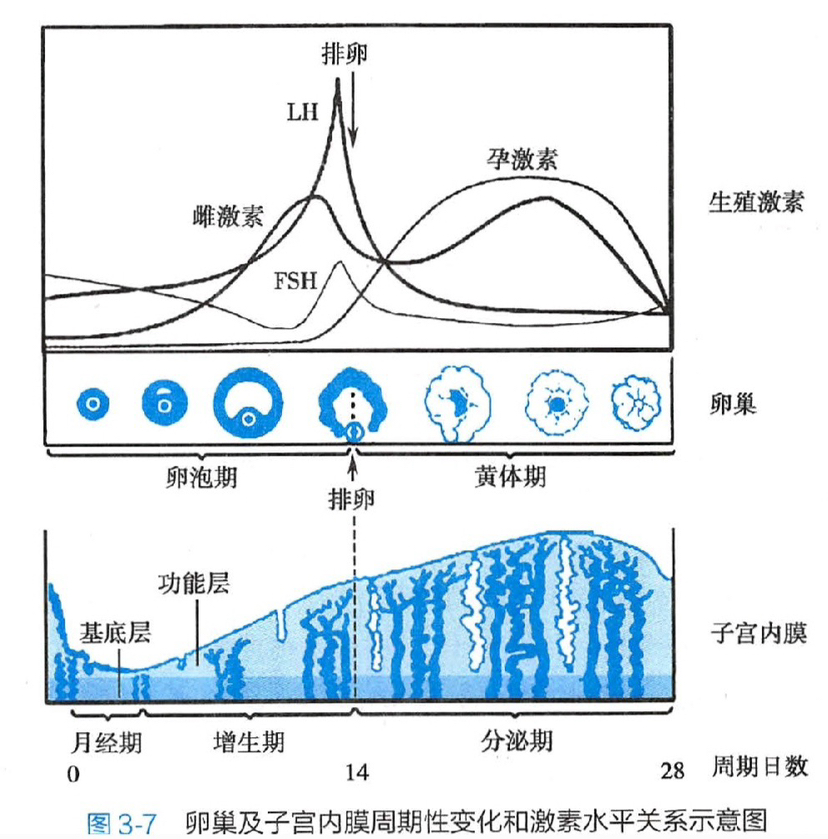 排卵
LH
孕激素
生殖激素
雌激素
FSH
卵巢
卵泡期
黄体期
排卵
功能层
基底层
子宫内膜
月经期
增生期
分泌期
0
14
28
周期日数
图 3-7 卵巢及子宫内膜周期性变化和激素水平关系示意图